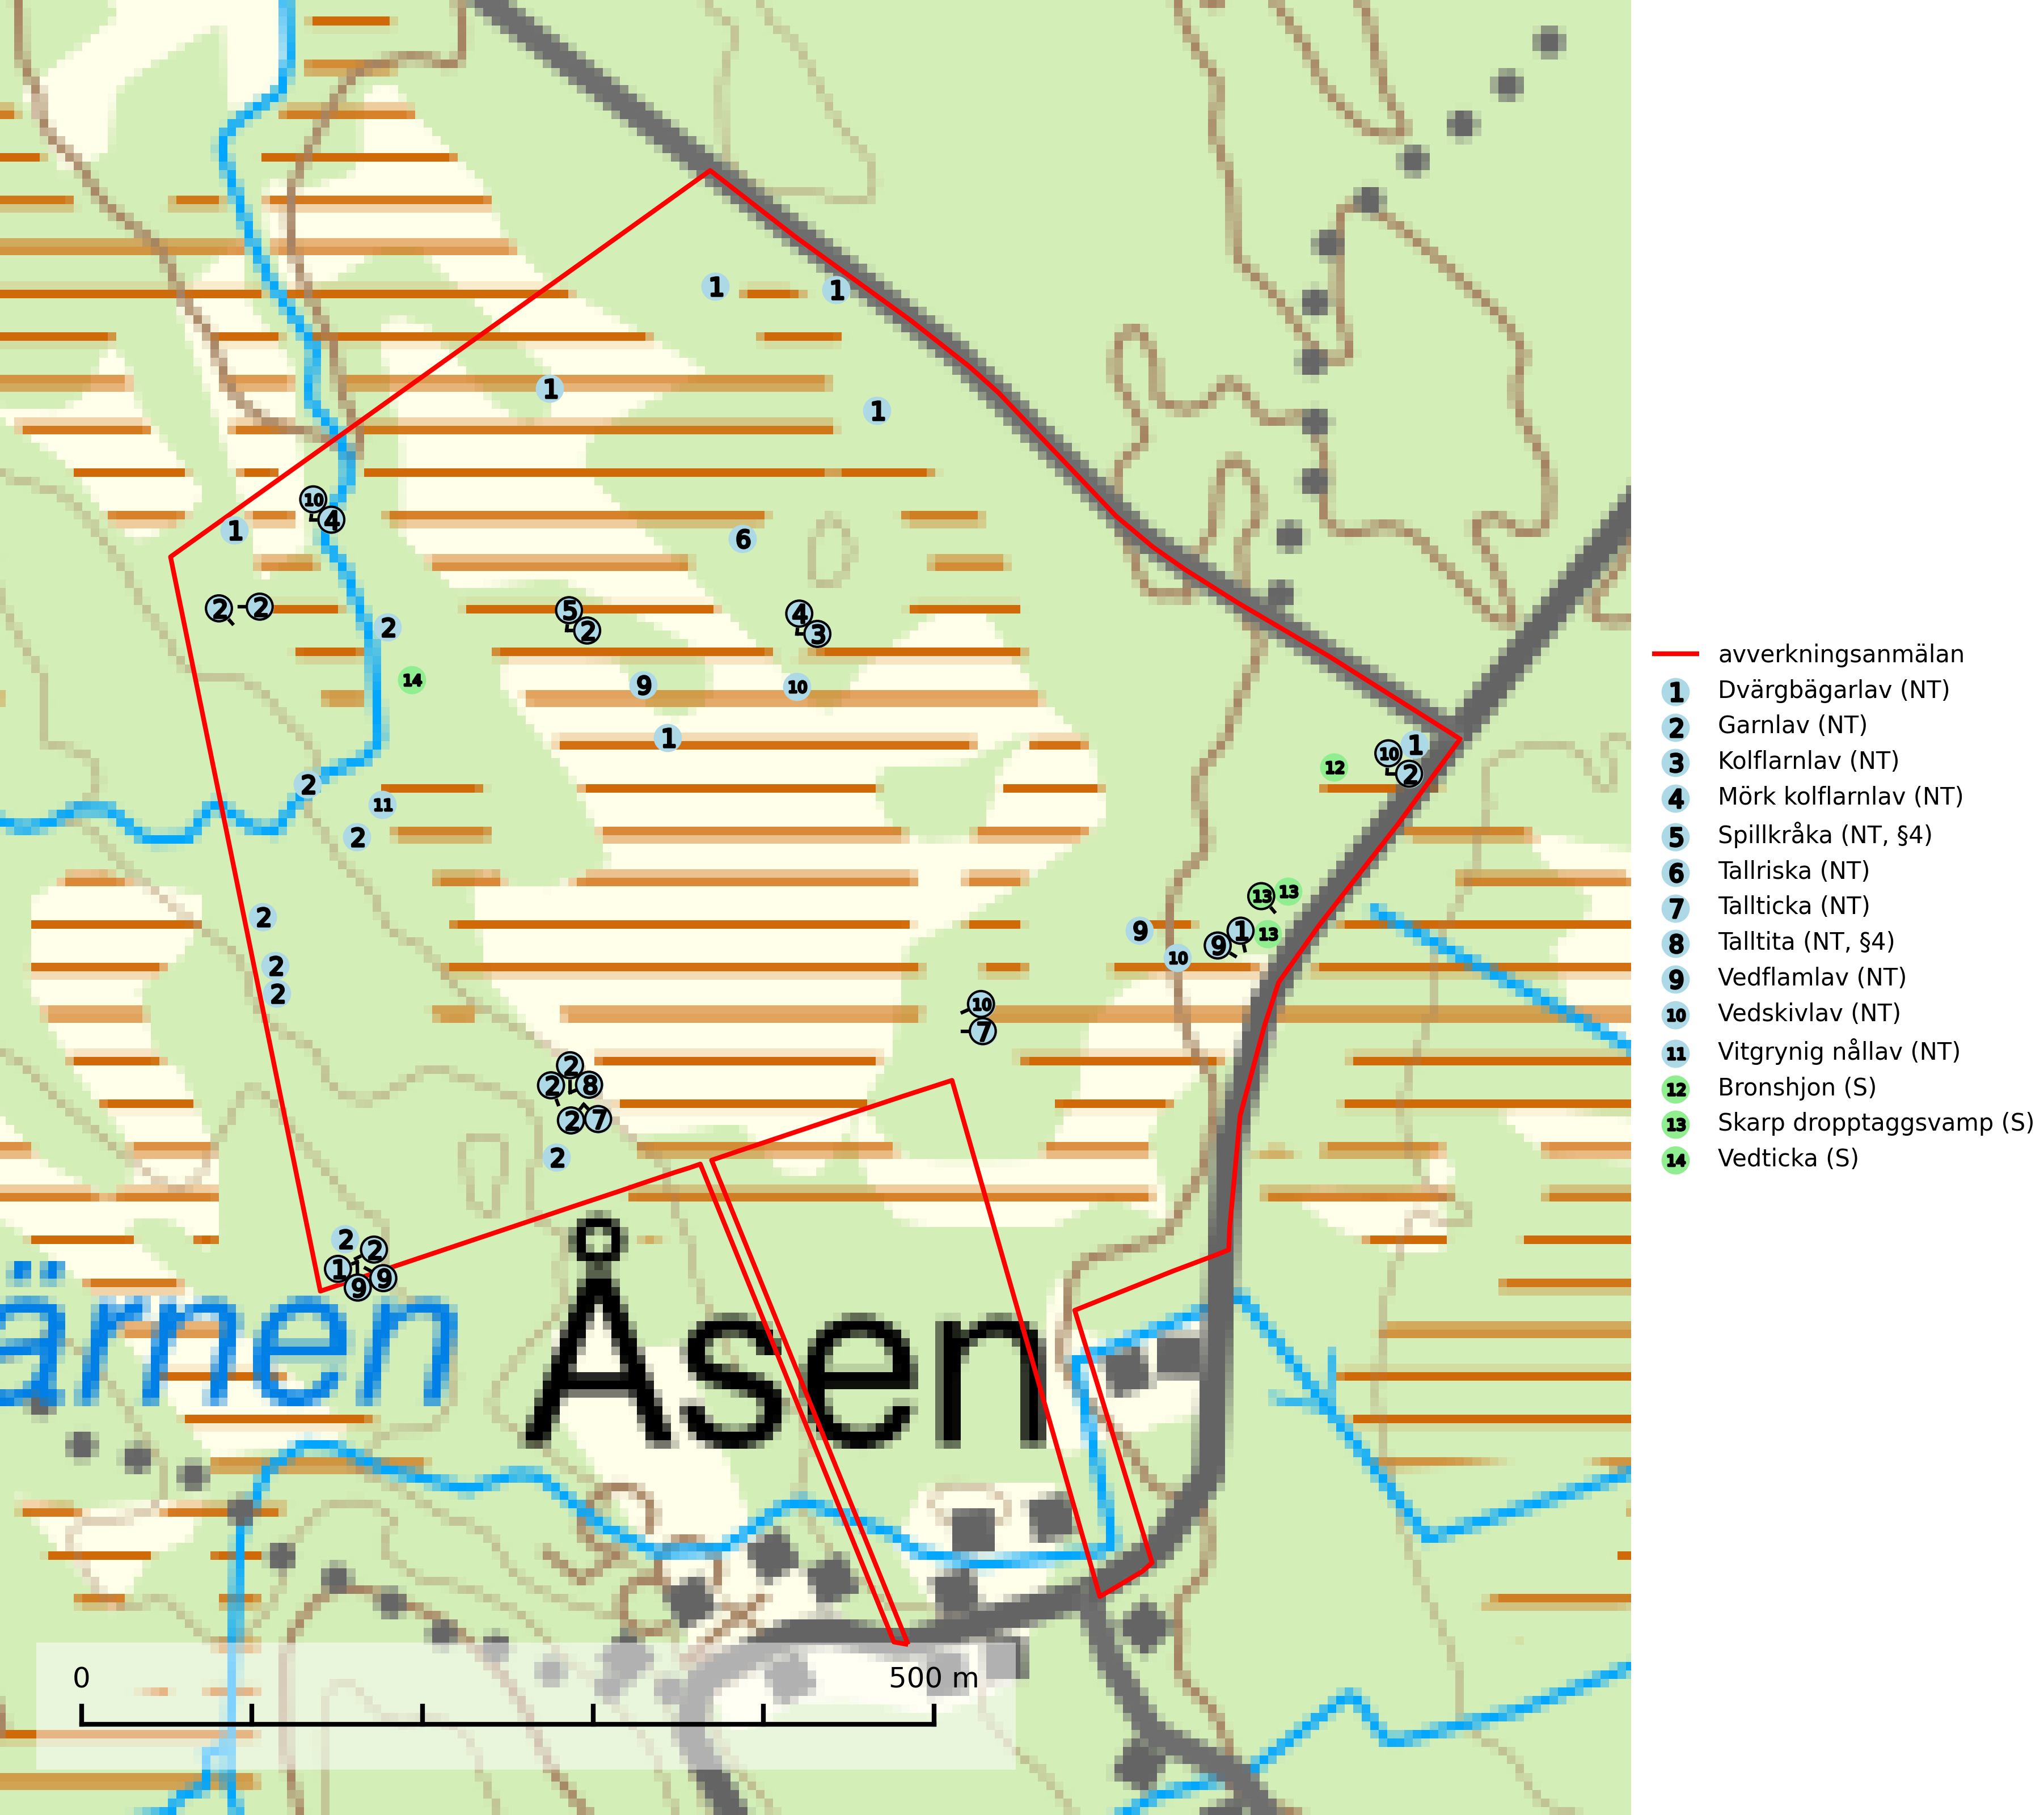 1
1
1
1
10
4
1
6
2
2
2
5
2
4
3
14
9
10
1
1
10
2
12
2
11
2
13
13
2
9
1
13
9
10
2
2
10
7
2
2
8
2
7
2
2
2
1
9
9
ärnen
Åsen
0
500 m
avverkningsanmälan
1 Dvärgbägarlav (NT)
2 Garnlav (NT)
3 Kolflarnlav (NT)
4 Mörk kolflarnlav (NT)
5 Spillkråka (NT, §4)
6 Tallriska (NT)
7 Tallticka (NT)
8 Talltita (NT, §4)
9 Vedflamlav (NT)
10 Vedskivlav (NT)
11 Vitgrynig nållav (NT)
12 Bronshjon (S)
13 Skarp dropptaggsvamp (S)
14 Vedticka (S)